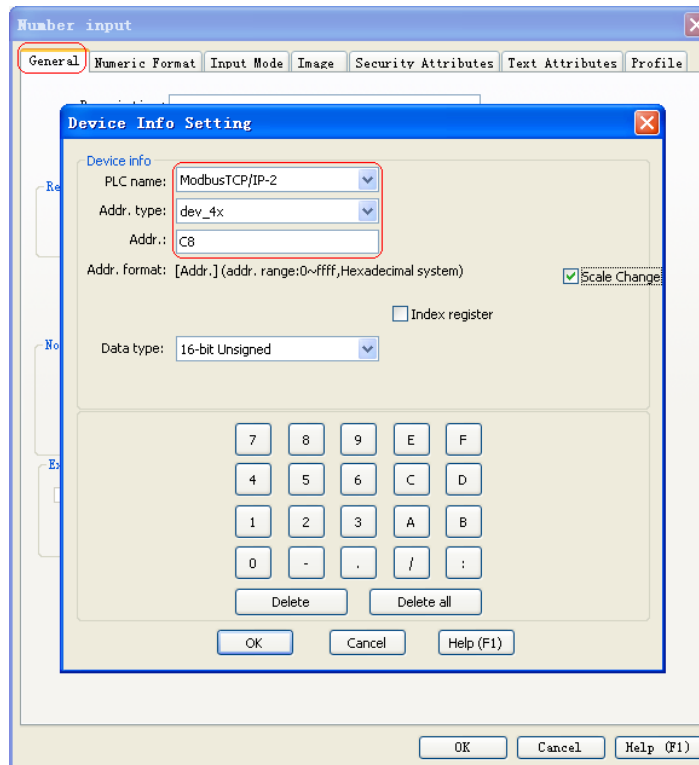 Number input
General Numeric Format Input Mode Image Security Attributes Text Attributes Profile
Device Info Setting
Device info
PLC name: ModbusTCP/IP-2
Addr. type: dev_4x
Addr.: C8
Addr. format: [Addr.] (addr. range:0~ffff,Hexadecimal system)
Scale Change
Index register
Data type: 16-bit Unsigned
Re
No
Ex
7 8 9 E F
4 5 6 C D
1 2 3 A B
0 - . / :
Delete Delete all
OK Cancel Help (F1)
OK Cancel Help (F1)